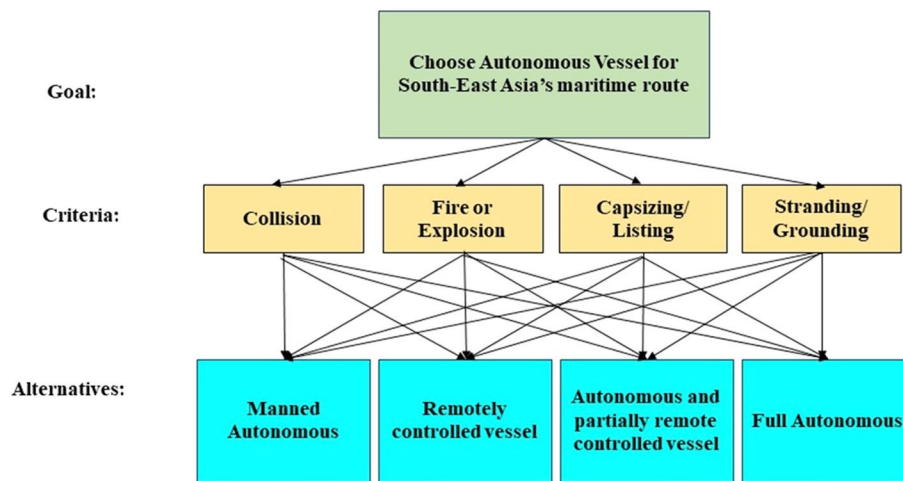 Goal:
Choose Autonomous Vessel for
South-East Asia's maritime route
Criteria:
Collision
Fire or
Explosion
Capsizing/
Listing
Stranding/
Grounding
Alternatives:
Manned
Autonomous
Remotely
controlled vessel
Autonomous and
partially remote
controlled vessel
Full Autonomous